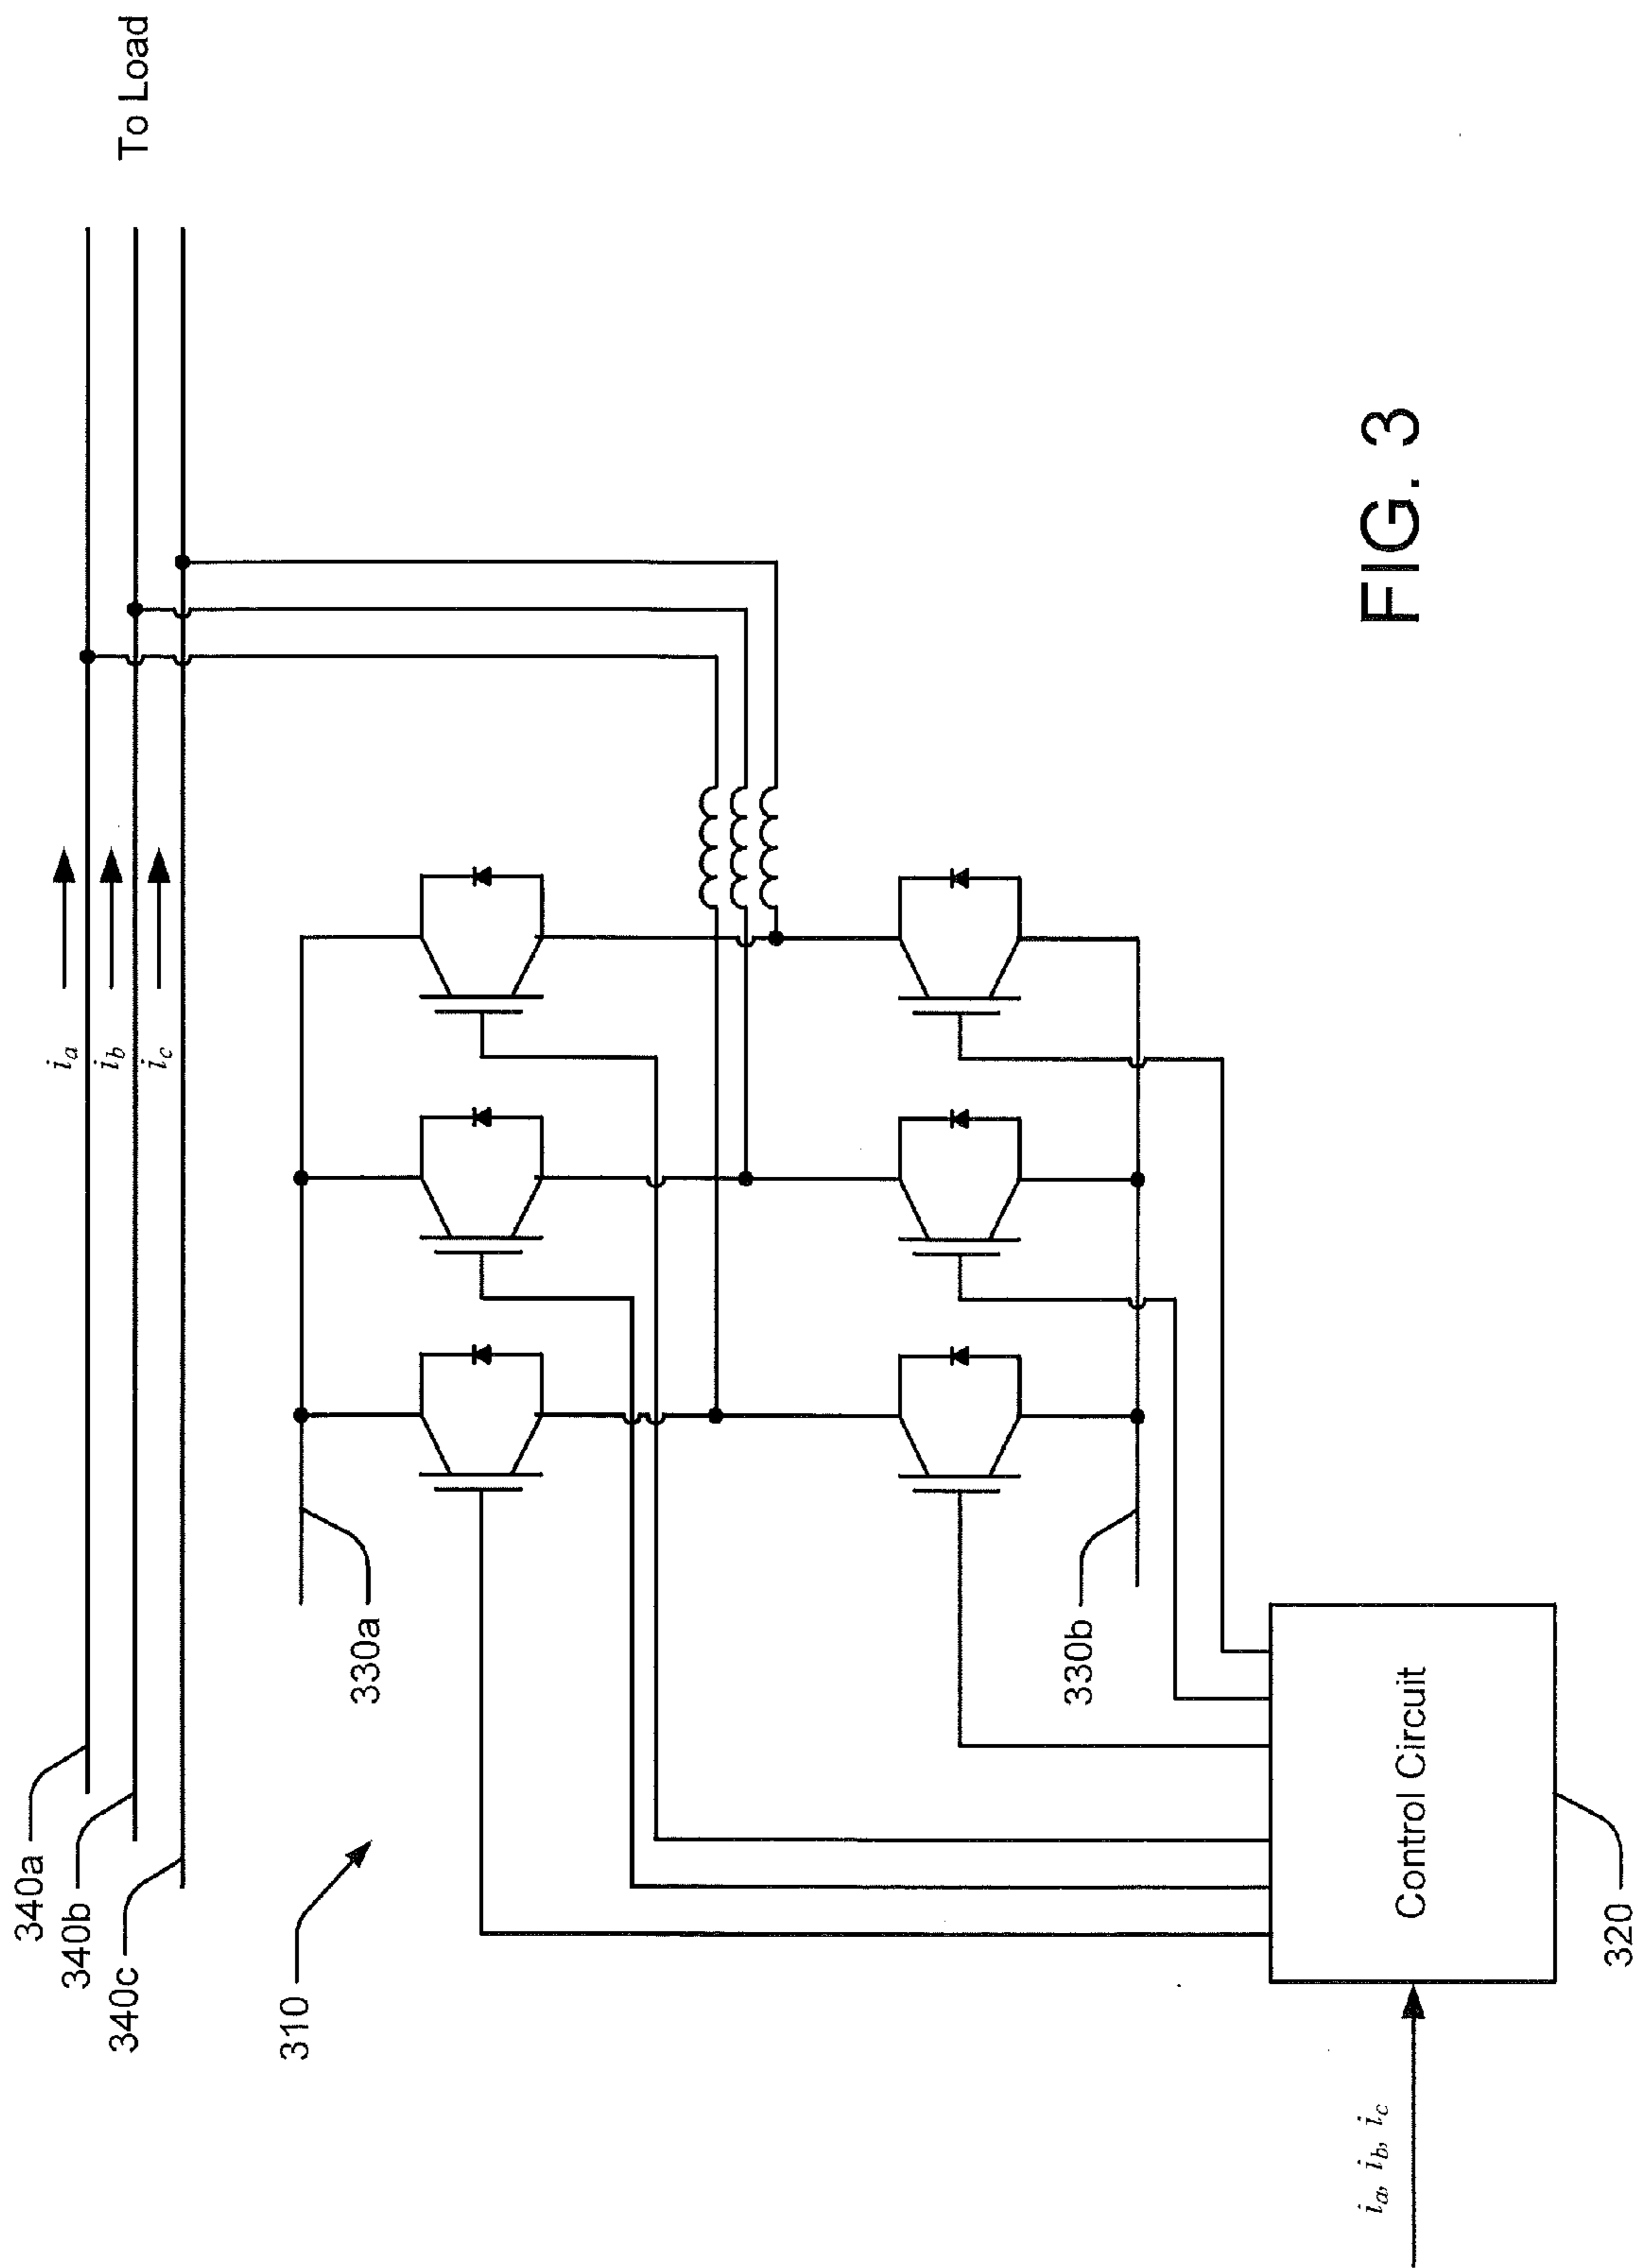 340a
340b
340c
i_a
i_b
i_c
To Load
310
330a
330b
i_a, i_b, i_c
Control Circuit
320
FIG. 3